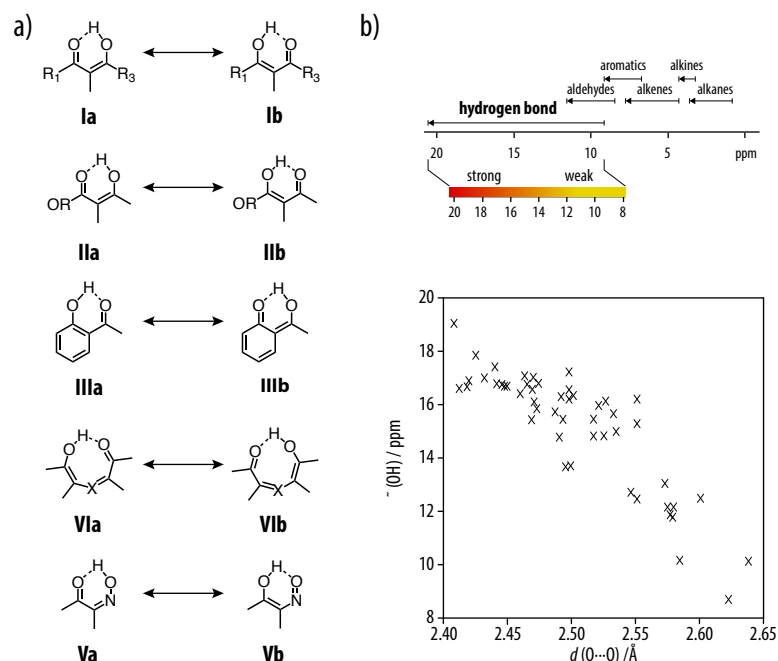 a)
H
O
O
R1
R3
Ia
H
O
O
R1
R3
Ib
H
O
O
OR
IIa
H
O
O
OR
IIb
H
O
O
IIIa
H
O
O
IIIb
H
O
O
X
VIa
H
O
O
X
VIb
H
O
O
N
Va
H
O
O
N
Vb
b)
aromatics
alkines
aldehydes
alkenes
alkanes
hydrogen bond
20 15 10 5 ppm
strong weak
20 18 16 14 12 10 8
20
18
16
14
12
10
8
˜ (OH) / ppm
2.40 2.45 2.50 2.55 2.60 2.65
d (O···O) /Å